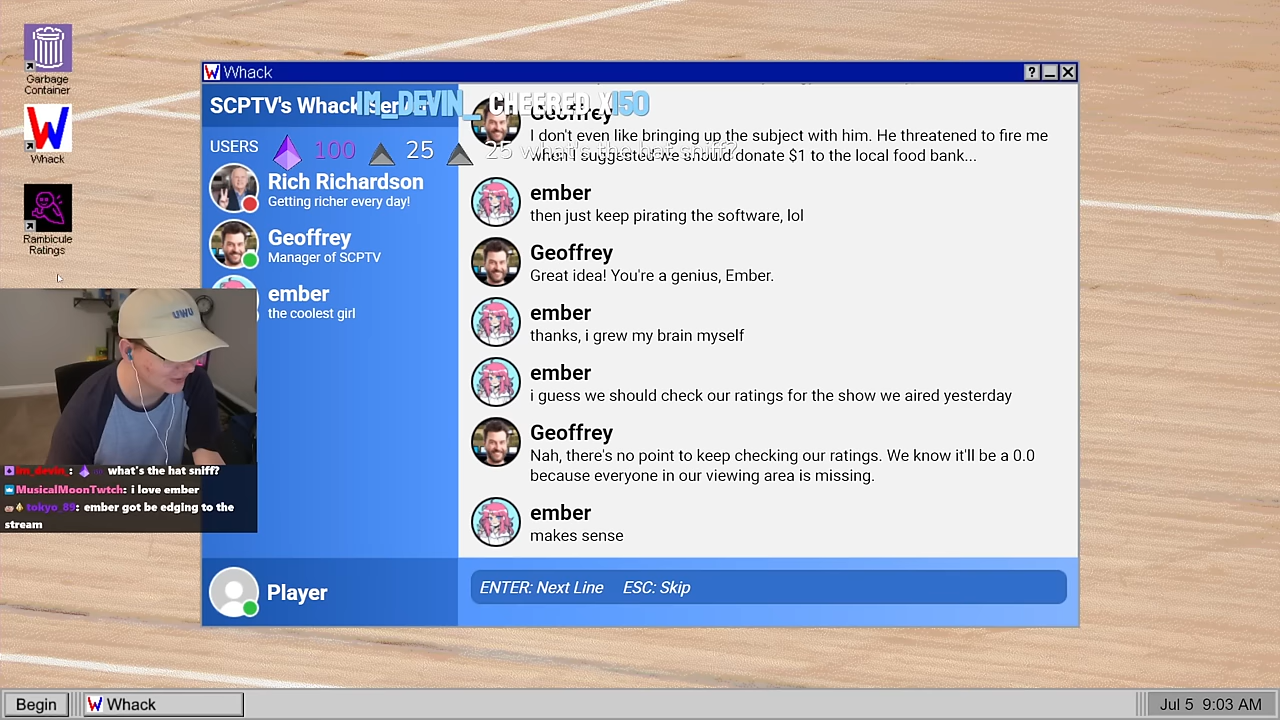 Garbage
Container
Whack
Rambicule
Ratings
Whack
SCPTV's Whack
IM_DEVIN_ CHEERED X150
USERS
100 25 25 what's the hat sniff?
Rich Richardson
Getting richer every day!
Geoffrey
Manager of SCPTV
ember
the coolest girl
Geoffrey
I don't even like bringing up the subject with him. He threatened to fire me
when I suggested we should donate $1 to the local food bank...
ember
then just keep pirating the software, lol
Geoffrey
Great idea! You're a genius, Ember.
ember
thanks, i grew my brain myself
ember
i guess we should check our ratings for the show we aired yesterday
Geoffrey
Nah, there's no point to keep checking our ratings. We know it'll be a 0.0
because everyone in our viewing area is missing.
ember
makes sense
UWU
im_devin_: what's the hat sniff?
MusicalMoonTwtch: i love ember
tokyo_89: ember got be edging to the
stream
Player
ENTER: Next Line ESC: Skip
Begin
Whack
Jul 5 9:03 AM